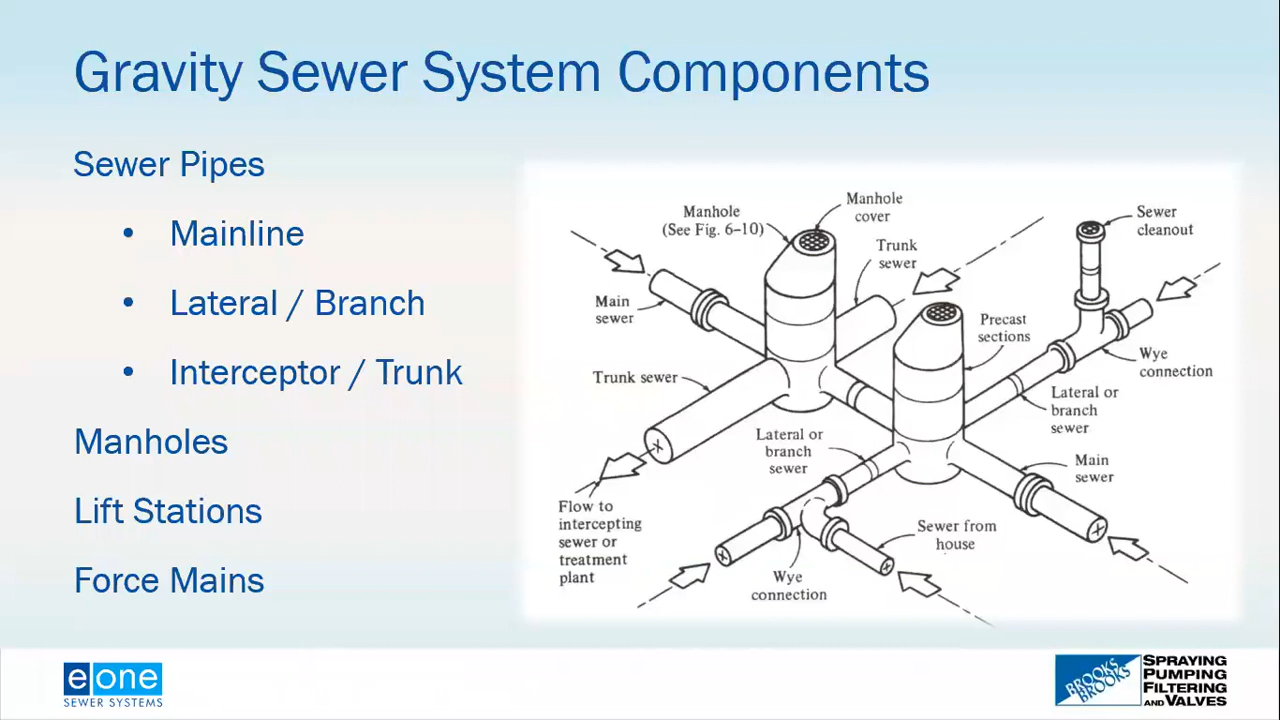 Gravity Sewer System Components
Sewer Pipes
• Mainline
• Lateral / Branch
• Interceptor / Trunk
Manholes
Lift Stations
Force Mains
Manhole
(See Fig. 6–10)
Manhole
cover
Trunk
sewer
Sewer
cleanout
Main
sewer
Precast
sections
Wye
connection
Trunk sewer
Lateral or
branch
sewer
Lateral or
branch
sewer
Main
sewer
Flow to
intercepting
sewer or
treatment
plant
Sewer from
house
Wye
connection
eone
SEWER SYSTEMS
BROOKS
BROOKS
SPRAYING
PUMPING
FILTERING
AND VALVES